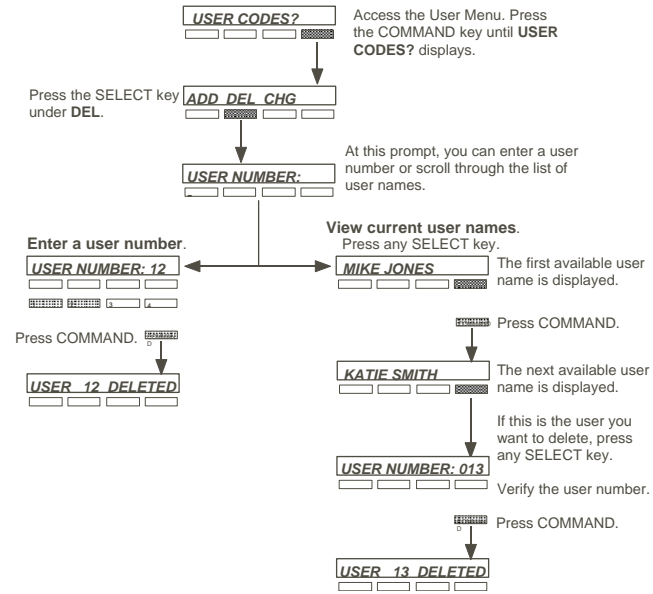 USER CODES?
Access the User Menu. Press
the COMMAND key until USER
CODES? displays.
Press the SELECT key
under DEL.
ADD DEL CHG
At this prompt, you can enter a user
number or scroll through the list of
user names.
USER NUMBER:
_
Enter a user number.
USER NUMBER: 12
3 4
Press COMMAND.
D
USER 12 DELETED
View current user names.
Press any SELECT key.
MIKE JONES
The first available user
name is displayed.
D Press COMMAND.
KATIE SMITH
The next available user
name is displayed.
If this is the user you
want to delete, press
any SELECT key.
USER NUMBER: 013
Verify the user number.
D
Press COMMAND.
USER 13 DELETED